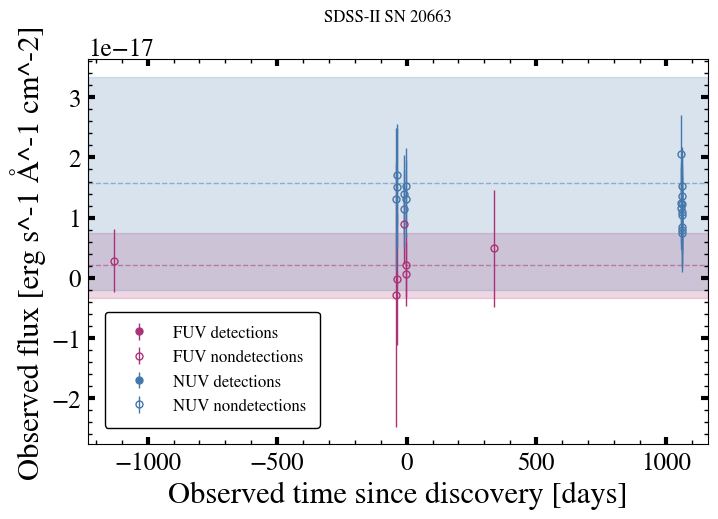 SDSS-II SN 20663
1e−17
Observed flux [erg s^-1 Å^-1 cm^-2]
3
2
1
0
−1
−2
FUV detections
FUV nondetections
NUV detections
NUV nondetections
−1000
−500
0
500
1000
Observed time since discovery [days]